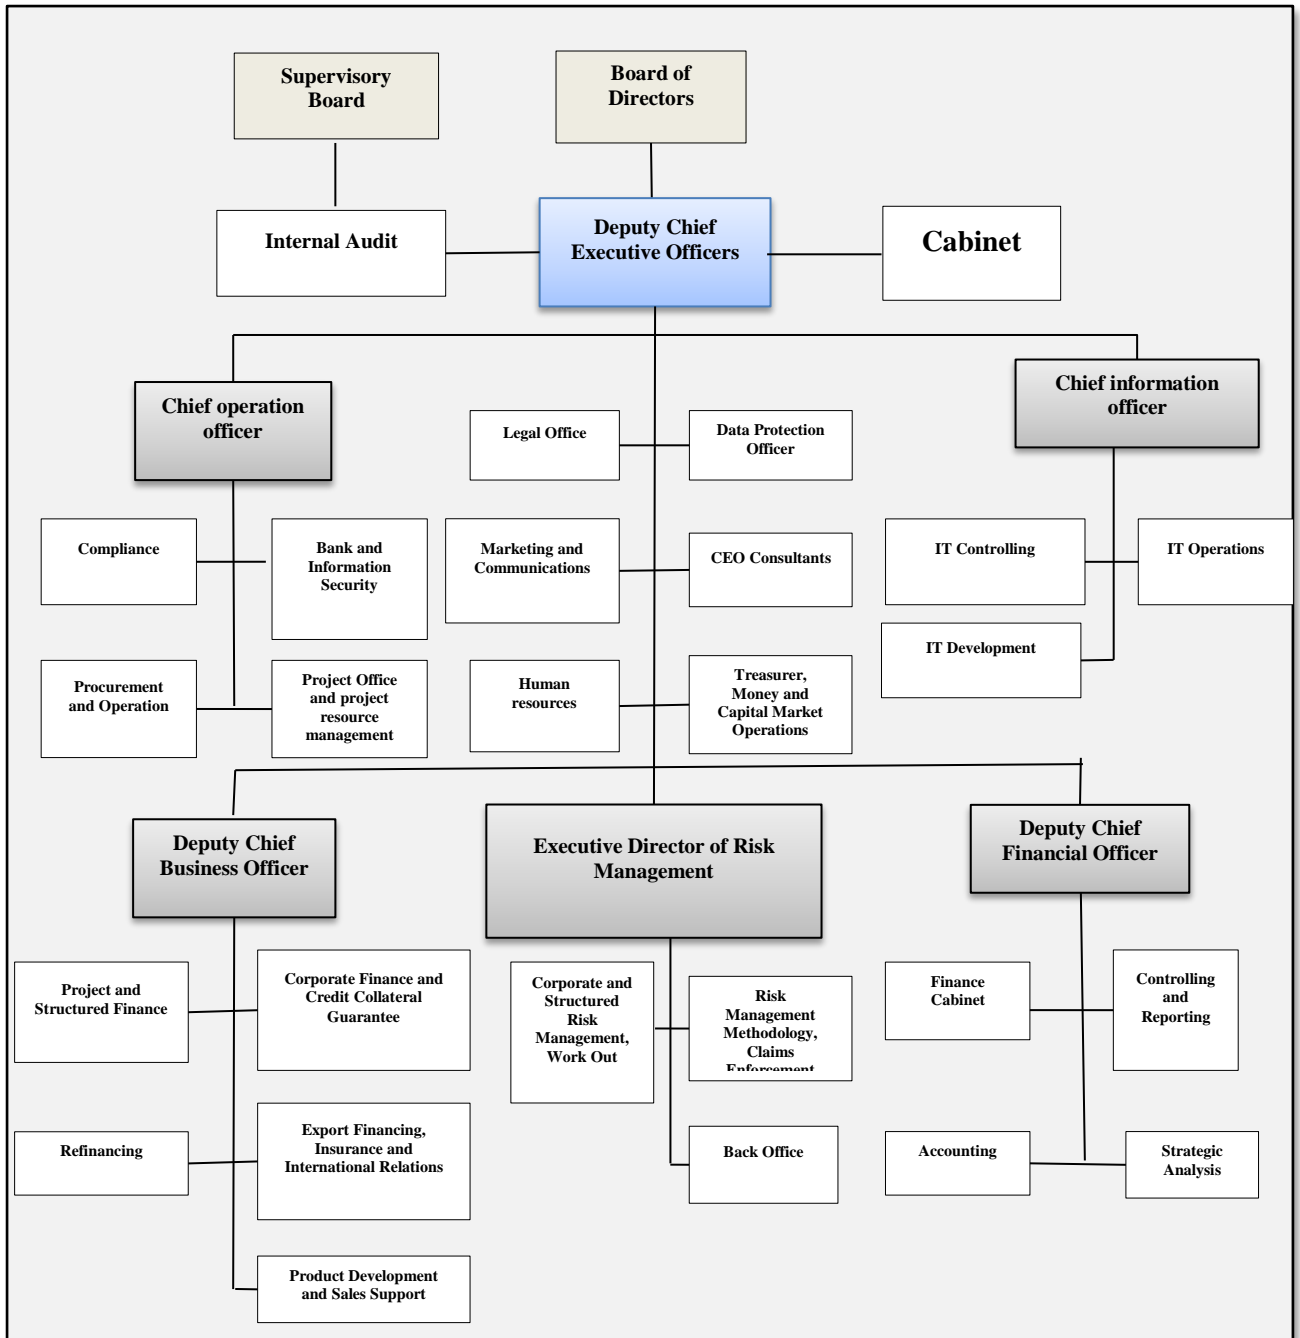 Supervisory
Board
Board of
Directors
Internal Audit
Deputy Chief
Executive Officers
Cabinet
Chief operation
officer
Chief information
officer
Legal Office
Data Protection
Officer
Compliance
Bank and
Information
Security
Marketing and
Communications
CEO Consultants
IT Controlling
IT Operations
Procurement
and Operation
Project Office
and project
resource
management
Human
resources
Treasurer,
Money and
Capital Market
Operations
IT Development
Deputy Chief
Business Officer
Executive Director of Risk
Management
Deputy Chief
Financial Officer
Project and
Structured Finance
Corporate Finance and
Credit Collateral
Guarantee
Corporate and
Structured
Risk
Management,
Work Out
Risk
Management
Methodology,
Claims
Enforcement
Finance
Cabinet
Controlling
and
Reporting
Refinancing
Export Financing,
Insurance and
International Relations
Back Office
Accounting
Strategic
Analysis
Product Development
and Sales Support